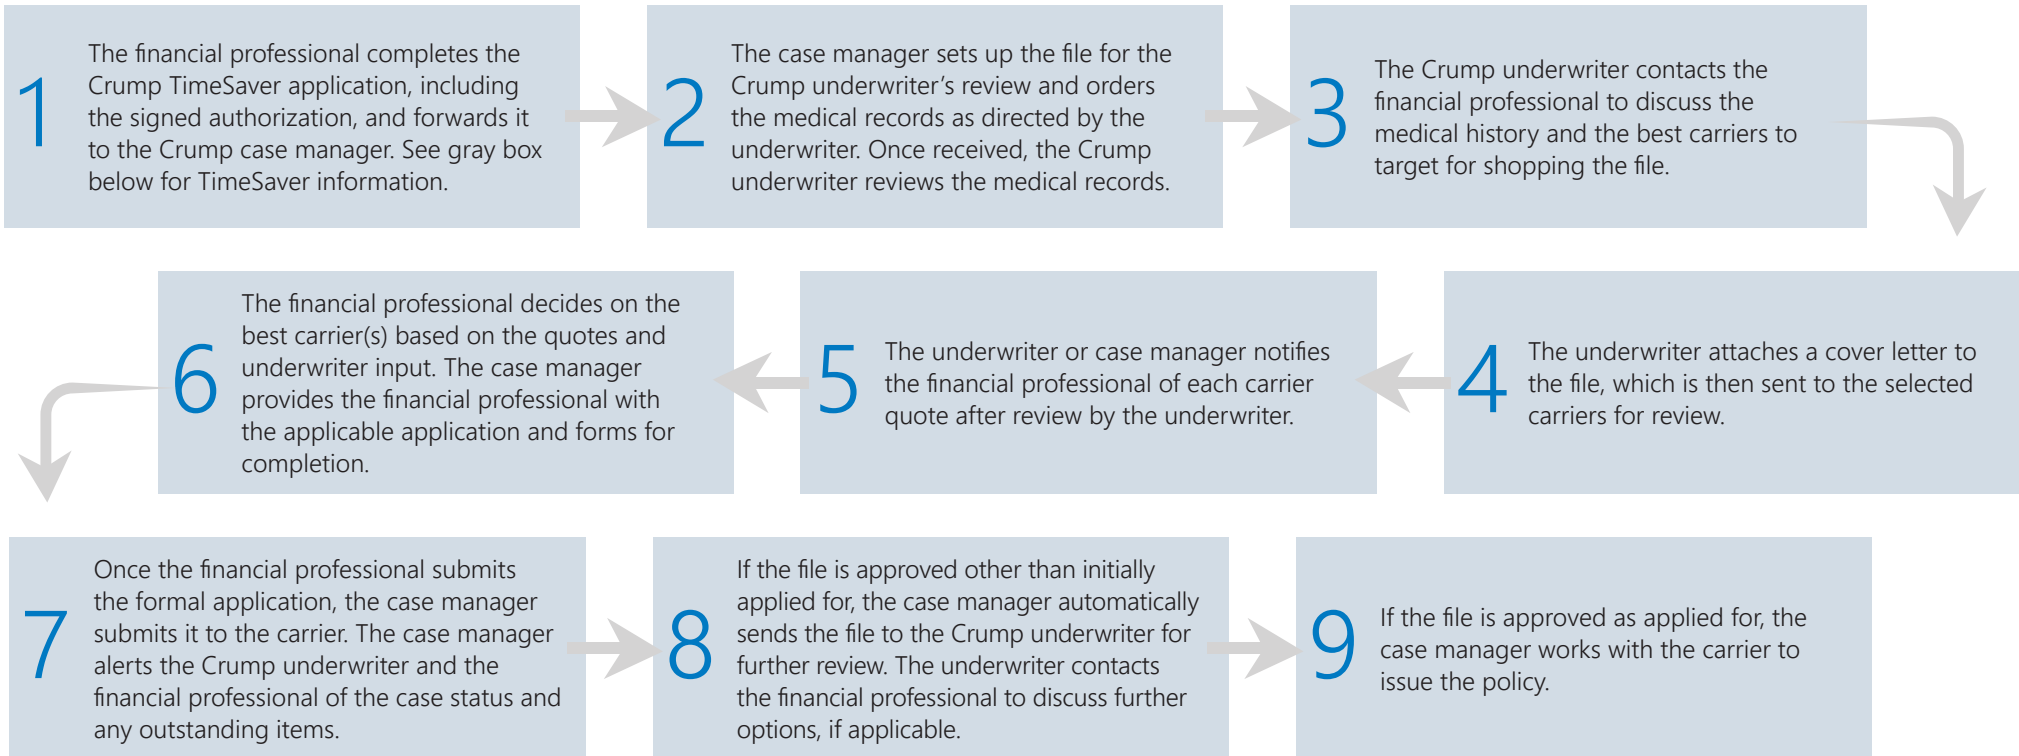 1
The financial professional completes the
Crump TimeSaver application, including
the signed authorization, and forwards it
to the Crump case manager. See gray box
below for TimeSaver information.
2
The case manager sets up the file for the
Crump underwriter’s review and orders
the medical records as directed by the
underwriter. Once received, the Crump
underwriter reviews the medical records.
3
The Crump underwriter contacts the
financial professional to discuss the
medical history and the best carriers to
target for shopping the file.
4
The underwriter attaches a cover letter to
the file, which is then sent to the selected
carriers for review.
5
The underwriter or case manager notifies
the financial professional of each carrier
quote after review by the underwriter.
6
The financial professional decides on the
best carrier(s) based on the quotes and
underwriter input. The case manager
provides the financial professional with
the applicable application and forms for
completion.
7
Once the financial professional submits
the formal application, the case manager
submits it to the carrier. The case manager
alerts the Crump underwriter and the
financial professional of the case status and
any outstanding items.
8
If the file is approved other than initially
applied for, the case manager automatically
sends the file to the Crump underwriter for
further review. The underwriter contacts
the financial professional to discuss further
options, if applicable.
9
If the file is approved as applied for, the
case manager works with the carrier to
issue the policy.